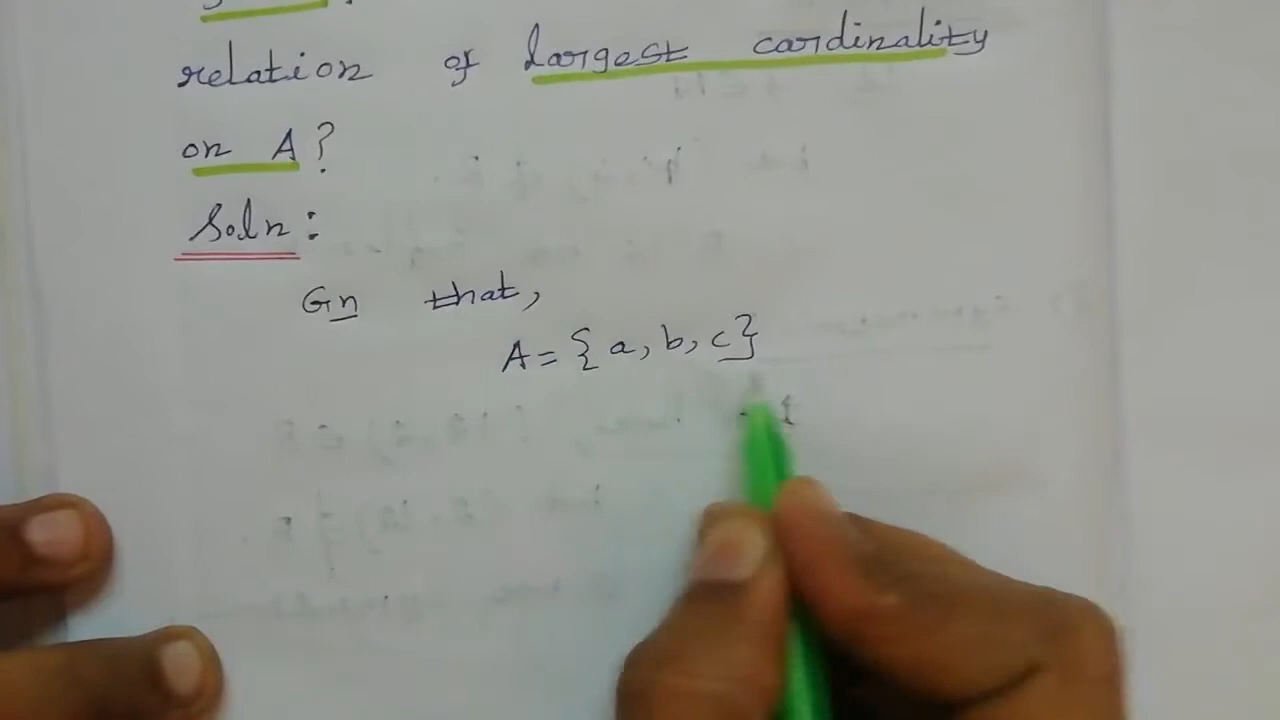 relation of largest cardinality
on A?
Soln:
Gn that,
A = {a, b, c}